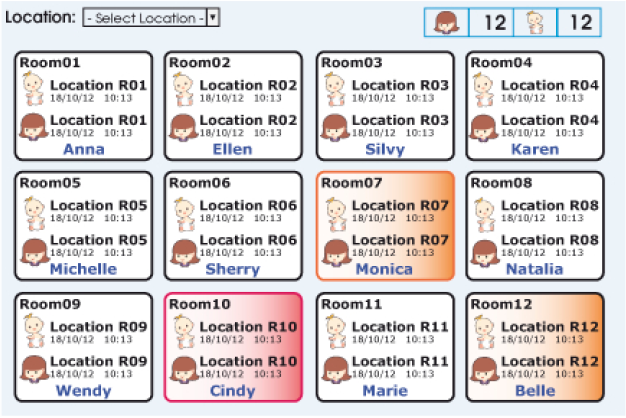 Location: - Select Location -
12 12
Room01
Location R01
18/10/12 10:13
Location R01
18/10/12 10:13
Anna
Room02
Location R02
18/10/12 10:13
Location R02
18/10/12 10:13
Ellen
Room03
Location R03
18/10/12 10:13
Location R03
18/10/12 10:13
Silvy
Room04
Location R04
18/10/12 10:13
Location R04
18/10/12 10:13
Karen
Room05
Location R05
18/10/12 10:13
Location R05
18/10/12 10:13
Michelle
Room06
Location R06
18/10/12 10:13
Location R06
18/10/12 10:13
Sherry
Room07
Location R07
18/10/12 10:13
Location R07
18/10/12 10:13
Monica
Room08
Location R08
18/10/12 10:13
Location R08
18/10/12 10:13
Natalia
Room09
Location R09
18/10/12 10:13
Location R09
18/10/12 10:13
Wendy
Room10
Location R10
18/10/12 10:13
Location R10
18/10/12 10:13
Cindy
Room11
Location R11
18/10/12 10:13
Location R11
18/10/12 10:13
Marie
Room12
Location R12
18/10/12 10:13
Location R12
18/10/12 10:13
Belle